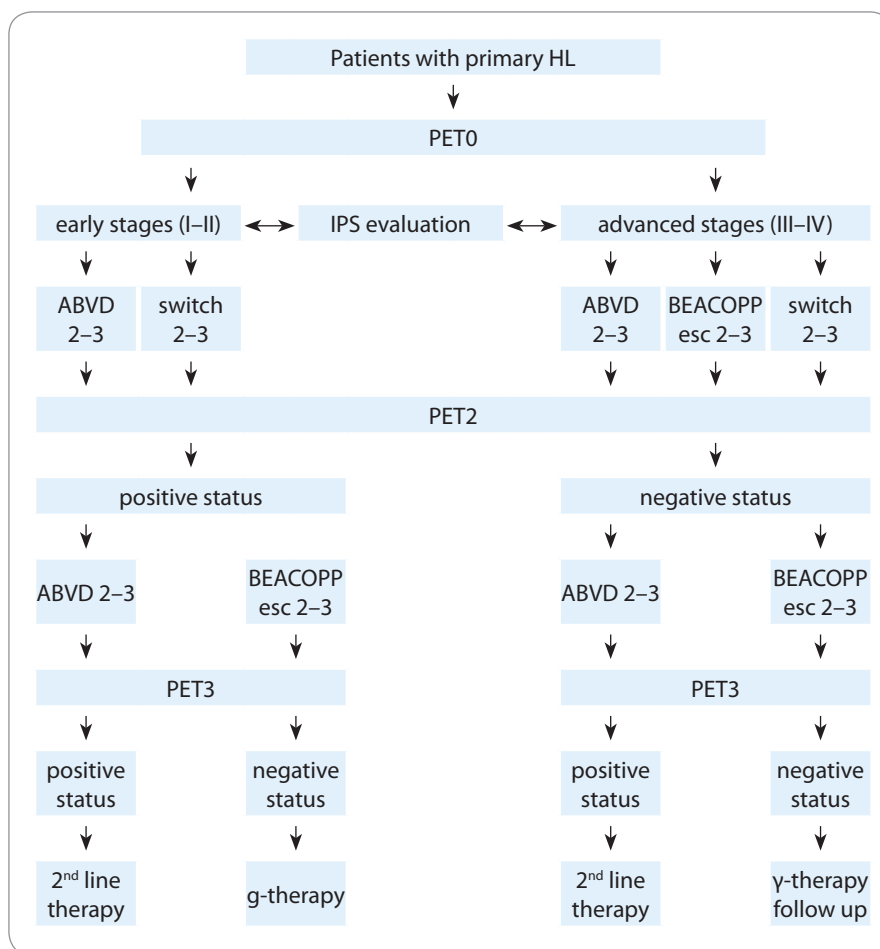 Patients with primary HL
PET0
early stages (I–II)
IPS evaluation
advanced stages (III–IV)
ABVD
2–3
switch
2–3
ABVD
2–3
BEACOPP
esc 2–3
switch
2–3
PET2
positive status
negative status
ABVD 2–3
BEACOPP
esc 2–3
ABVD 2–3
BEACOPP
esc 2–3
PET3
PET3
positive
status
negative
status
positive
status
negative
status
2nd line
therapy
g-therapy
2nd line
therapy
γ-therapy
follow up